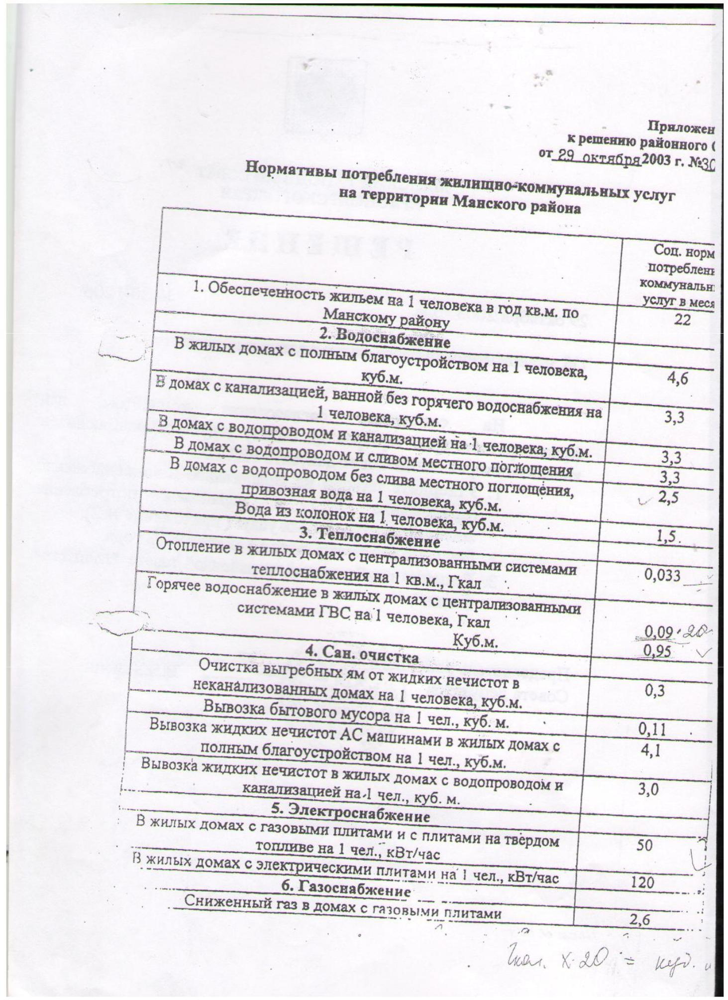 Приложен
к решению районного С
от 29 октября 2003 г. №30
Нормативы потребления жилищно-коммунальных услуг
на территории Манского района
Соц. норм
потреблени
коммунальн
услуг в меся
1. Обеспеченность жильем на 1 человека в год кв.м. по
Манскому району
22
2. Водоснабжение
В жилых домах с полным благоустройством на 1 человека,
куб.м.
4,6
В домах с канализацией, ванной без горячего водоснабжения на
1 человека, куб.м.
3,3
В домах с водопроводом и канализацией на 1 человека, куб.м.
3,3
В домах с водопроводом и сливом местного поглощения
3,3
В домах с водопроводом без слива местного поглощения,
привозная вода на 1 человека, куб.м.
2,5
Вода из колонок на 1 человека, куб.м.
1,5
3. Теплоснабжение
Отопление в жилых домах с централизованными системами
теплоснабжения на 1 кв.м., Гкал
0,033
Горячее водоснабжение в жилых домах с централизованными
системами ГВС на 1 человека, Гкал
0,09 · 20
Куб.м.
0,95
4. Сан. очистка
Очистка выгребных ям от жидких нечистот в
неканализованных домах на 1 человека, куб.м.
0,3
Вывозка бытового мусора на 1 чел., куб. м.
0,11
Вывозка жидких нечистот АС машинами в жилых домах с
полным благоустройством на 1 чел., куб.м.
4,1
Вывозка жидких нечистот в жилых домах с водопроводом и
канализацией на 1 чел., куб. м.
3,0
5. Электроснабжение
В жилых домах с газовыми плитами и с плитами на твердом
топливе на 1 чел., кВт/час
50
В жилых домах с электрическими плитами на 1 чел., кВт/час
120
6. Газоснабжение
Сниженный газ в домах с газовыми плитами
2,6
Гкал. х 20 = куб. м